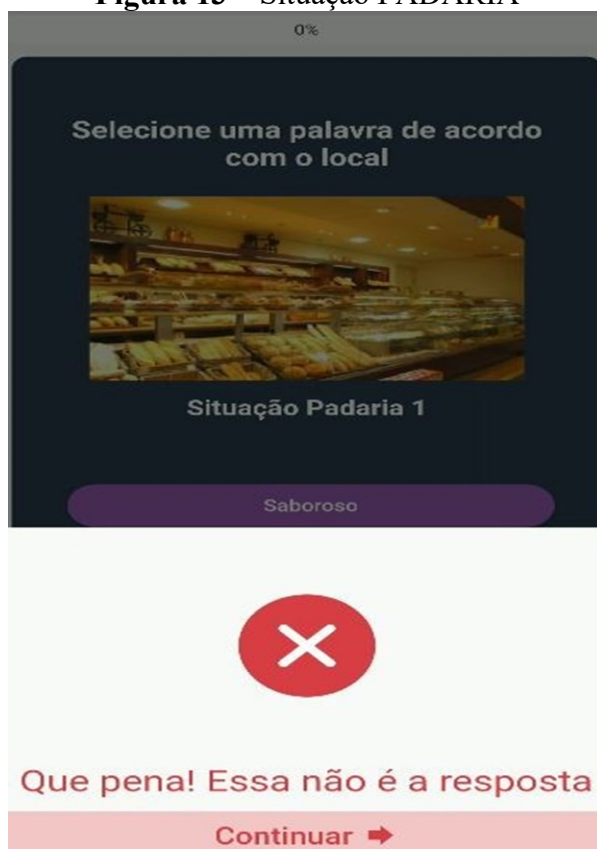 0%
Selecione uma palavra de acordo
com o local
Situação Padaria 1
Saboroso
Que pena! Essa não é a resposta
Continuar ➡